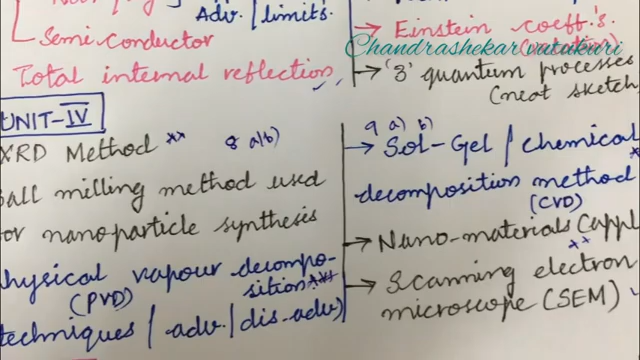 Adv. / limits.
Semi Conductor
Total internal reflection
Einstein coeff.'s.
Chandrashekar vatukuri
'3' quantum processes
(neat sketch
UNIT-IV
XRD Method ** 8 a)b)
Ball milling method used
for nanoparticle synthesis
Physical vapour decompo-
(PVD) sition ***
techniques / adv. / dis-adv)
9 a) b)
Sol-Gel / Chemical
decomposition method *
(CVD)
Nano-materials (Appl
**
Scanning electron
microscope (SEM)